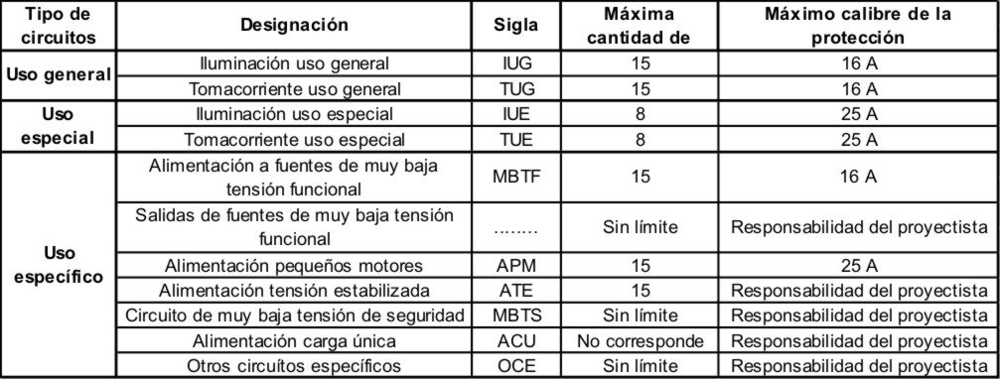 Tipo de circuitos Designación Sigla Máxima cantidad de Máximo calibre de la protección
Uso general Iluminación uso general IUG 15 16 A
Tomacorriente uso general TUG 15 16 A
Uso especial Iluminación uso especial IUE 8 25 A
Tomacorriente uso especial TUE 8 25 A
Uso específico Alimentación a fuentes de muy baja tensión funcional MBTF 15 16 A
Salidas de fuentes de muy baja tensión funcional ........ Sin límite Responsabilidad del proyectista
Alimentación pequeños motores APM 15 25 A
Alimentación tensión estabilizada ATE 15 Responsabilidad del proyectista
Circuito de muy baja tensión de seguridad MBTS Sin límite Responsabilidad del proyectista
Alimentación carga única ACU No corresponde Responsabilidad del proyectista
Otros circuítos específicos OCE Sin límite Responsabilidad del proyectista